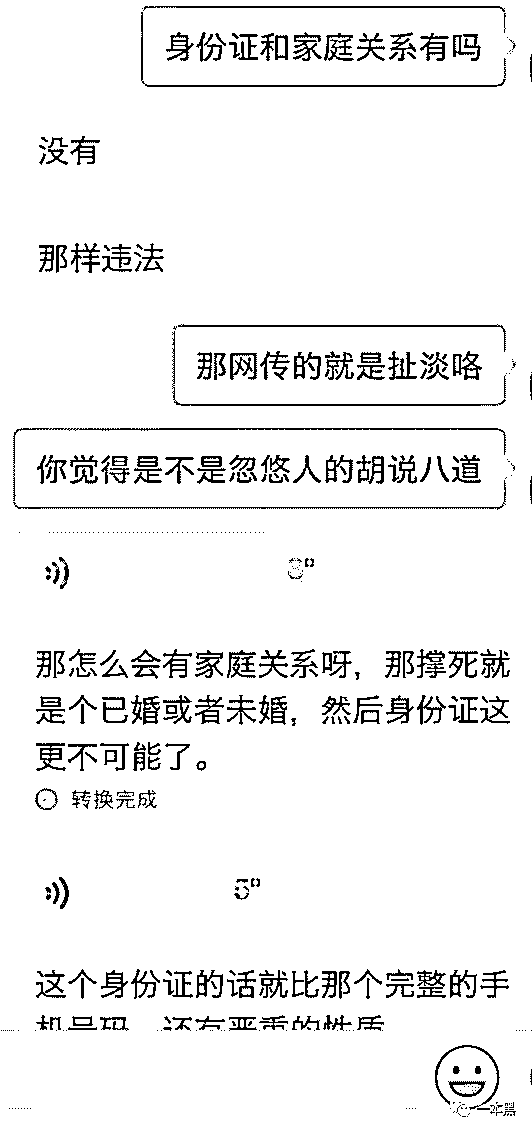 身份证和家庭关系有吗
没有
那样违法
那网传的就是扯淡咯
你觉得是不是忽悠人的胡说八道
那怎么会有家庭关系呀，那撑死就
是个已婚或者未婚，然后身份证这
更不可能了。
转换完成
5"
这个身份证的话就比那个完整的手
机号码，还有严重的性质
一本黑